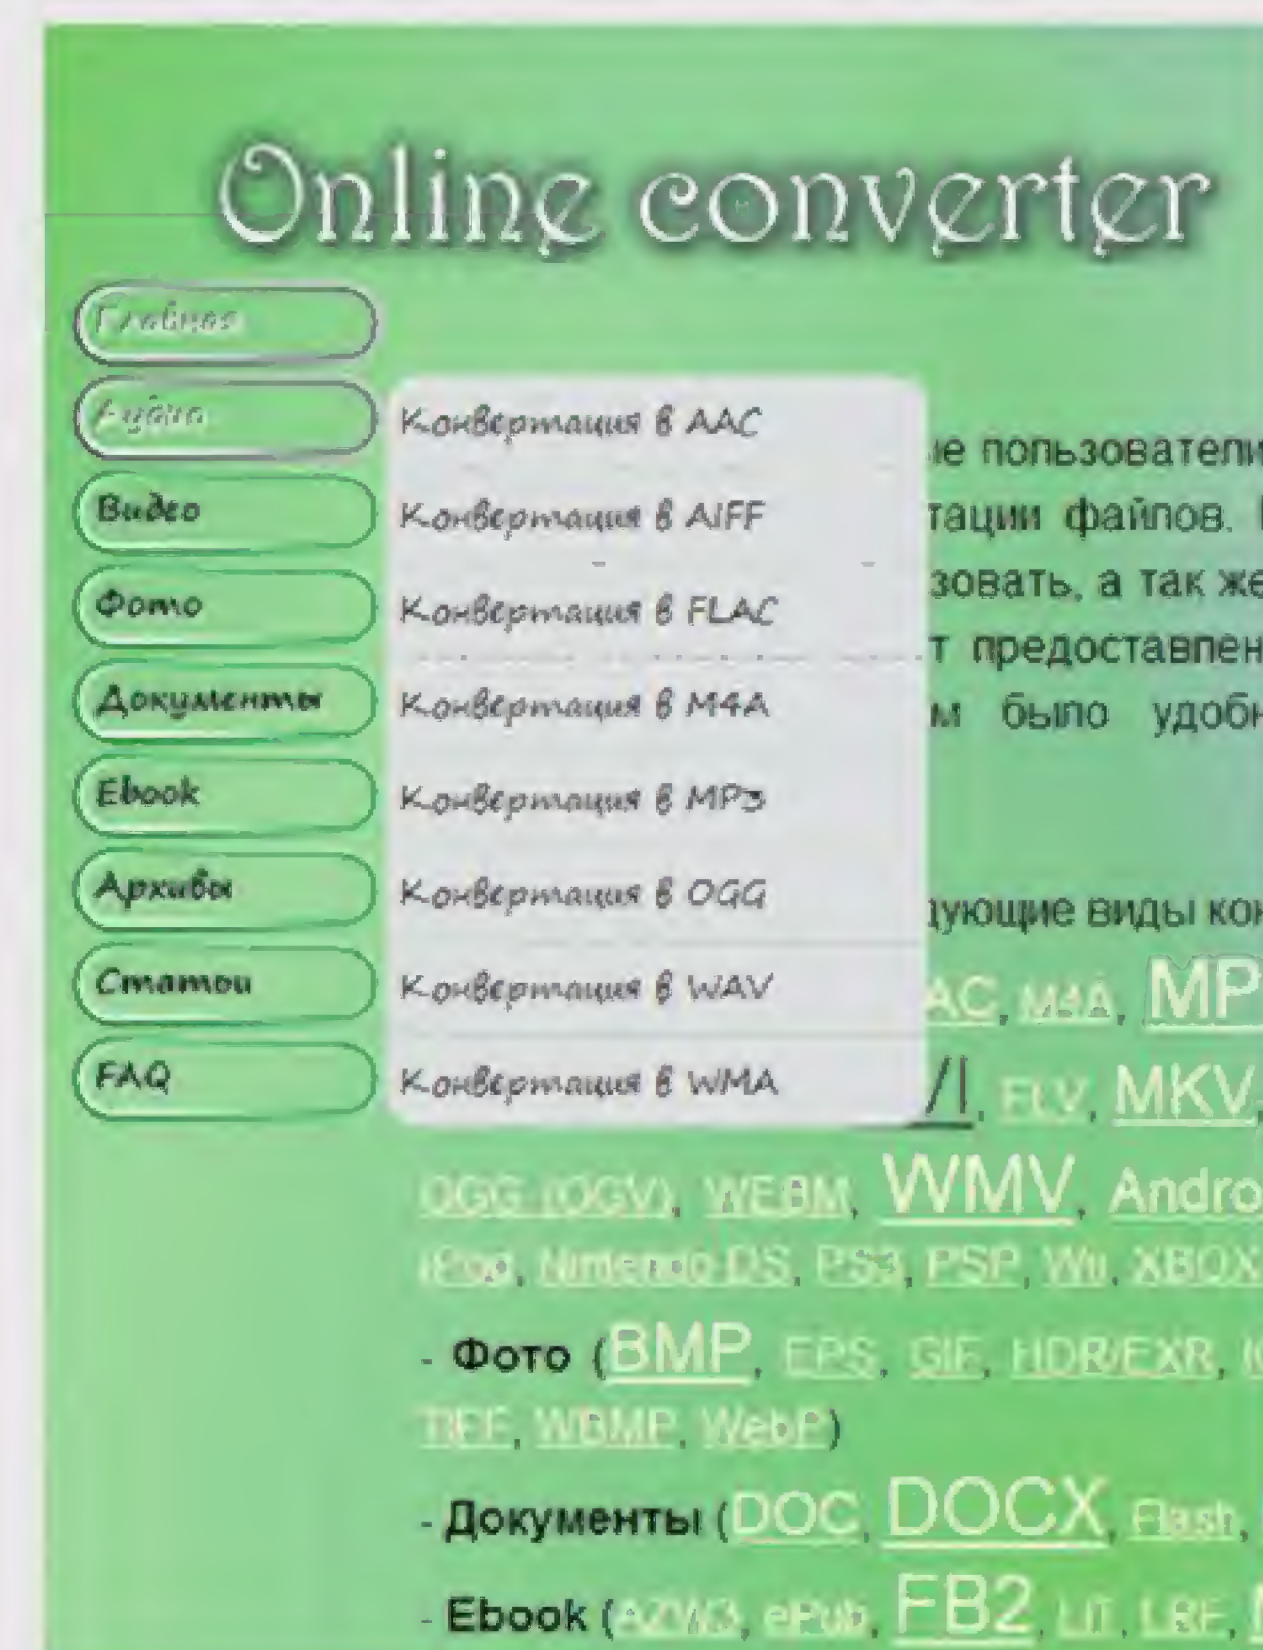 Online converter
Главная
Аудио
Видео
Фото
Документы
Ebook
Архивы
Статьи
FAQ
Конвертация в AAC
Конвертация в AIFF
Конвертация в FLAC
Конвертация в M4A
Конвертация в MP3
Конвертация в OGG
Конвертация в WAV
Конвертация в WMA
ые пользователи
тации файлов.
зовать, а так же
т предоставлен
м было удобн
дующие виды кон
AC, M4A, MP
VI, FLV, MKV,
OGG (OGV), WEBM, WMV, Andro
iPod, Nintendo DS, PS3, PSP, Wii, XBOX
- Фото (BMP, EPS, GIF, HDR/EXR,
TIFF, WBMP, WebP)
- Документы (DOC, DOCX, Flash,
- Ebook (AZW3, ePub, FB2, LIT, LRF,